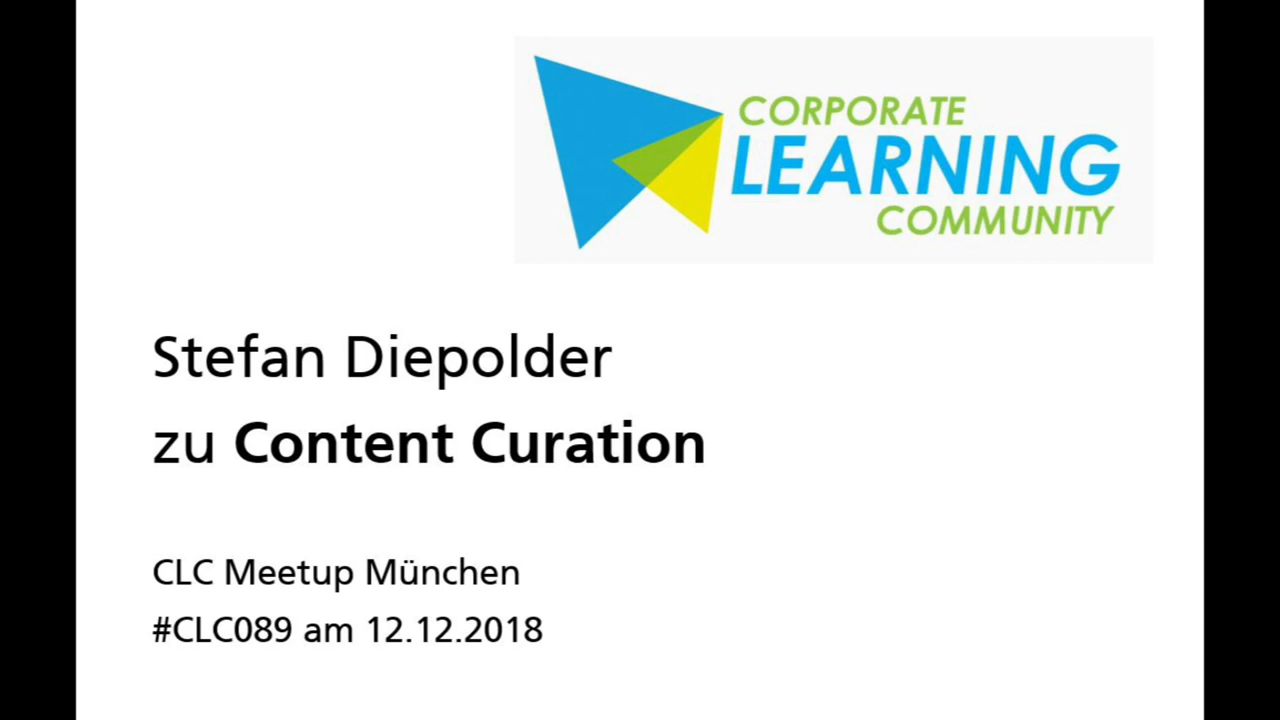 CORPORATE
LEARNING
COMMUNITY
Stefan Diepolder
zu Content Curation
CLC Meetup München
#CLC089 am 12.12.2018